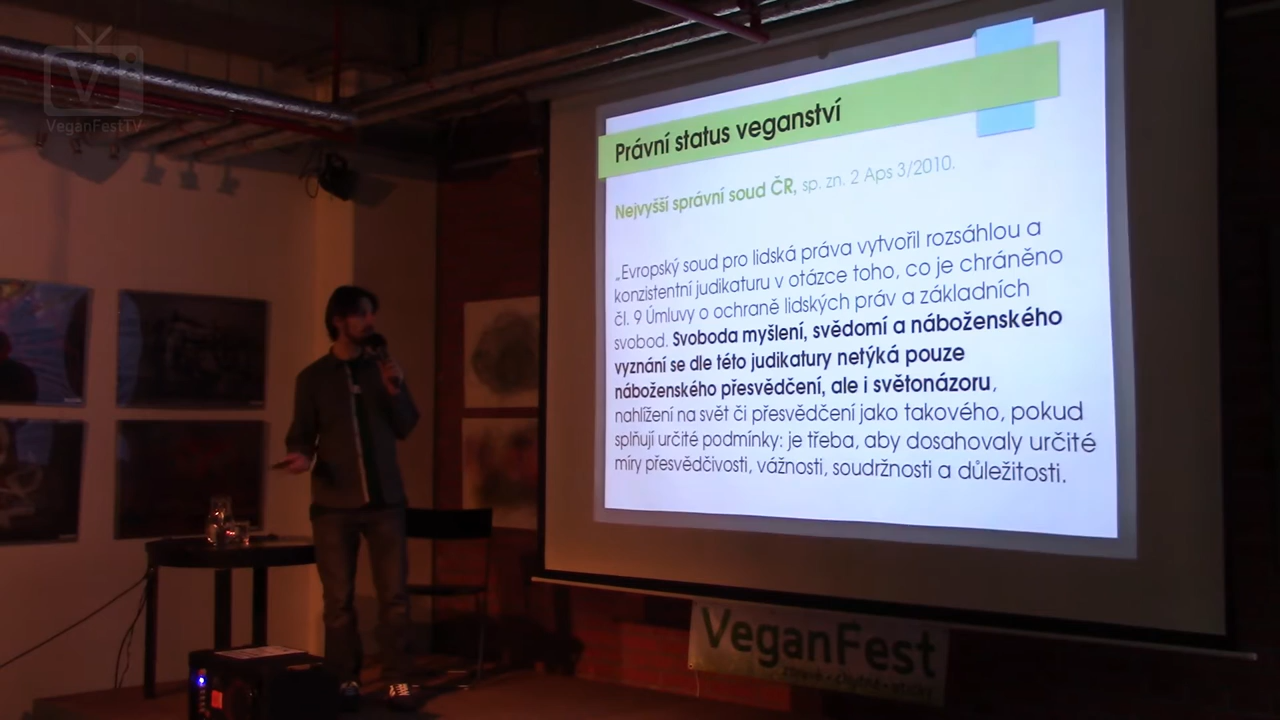 VeganFestTV
Právní status veganství
Nejvyšší správní soud ČR, sp. zn. 2 Aps 3/2010.
„Evropský soud pro lidská práva vytvořil rozsáhlou a
konzistentní judikaturu v otázce toho, co je chráněno
čl. 9 Úmluvy o ochraně lidských práv a základních
svobod. Svoboda myšlení, svědomí a náboženského
vyznání se dle této judikatury netýká pouze
náboženského přesvědčení, ale i světonázoru,
nahlížení na svět či přesvědčení jako takového, pokud
splňují určité podmínky: je třeba, aby dosahovaly určité
míry přesvědčivosti, vážnosti, soudržnosti a důležitosti.
VeganFest